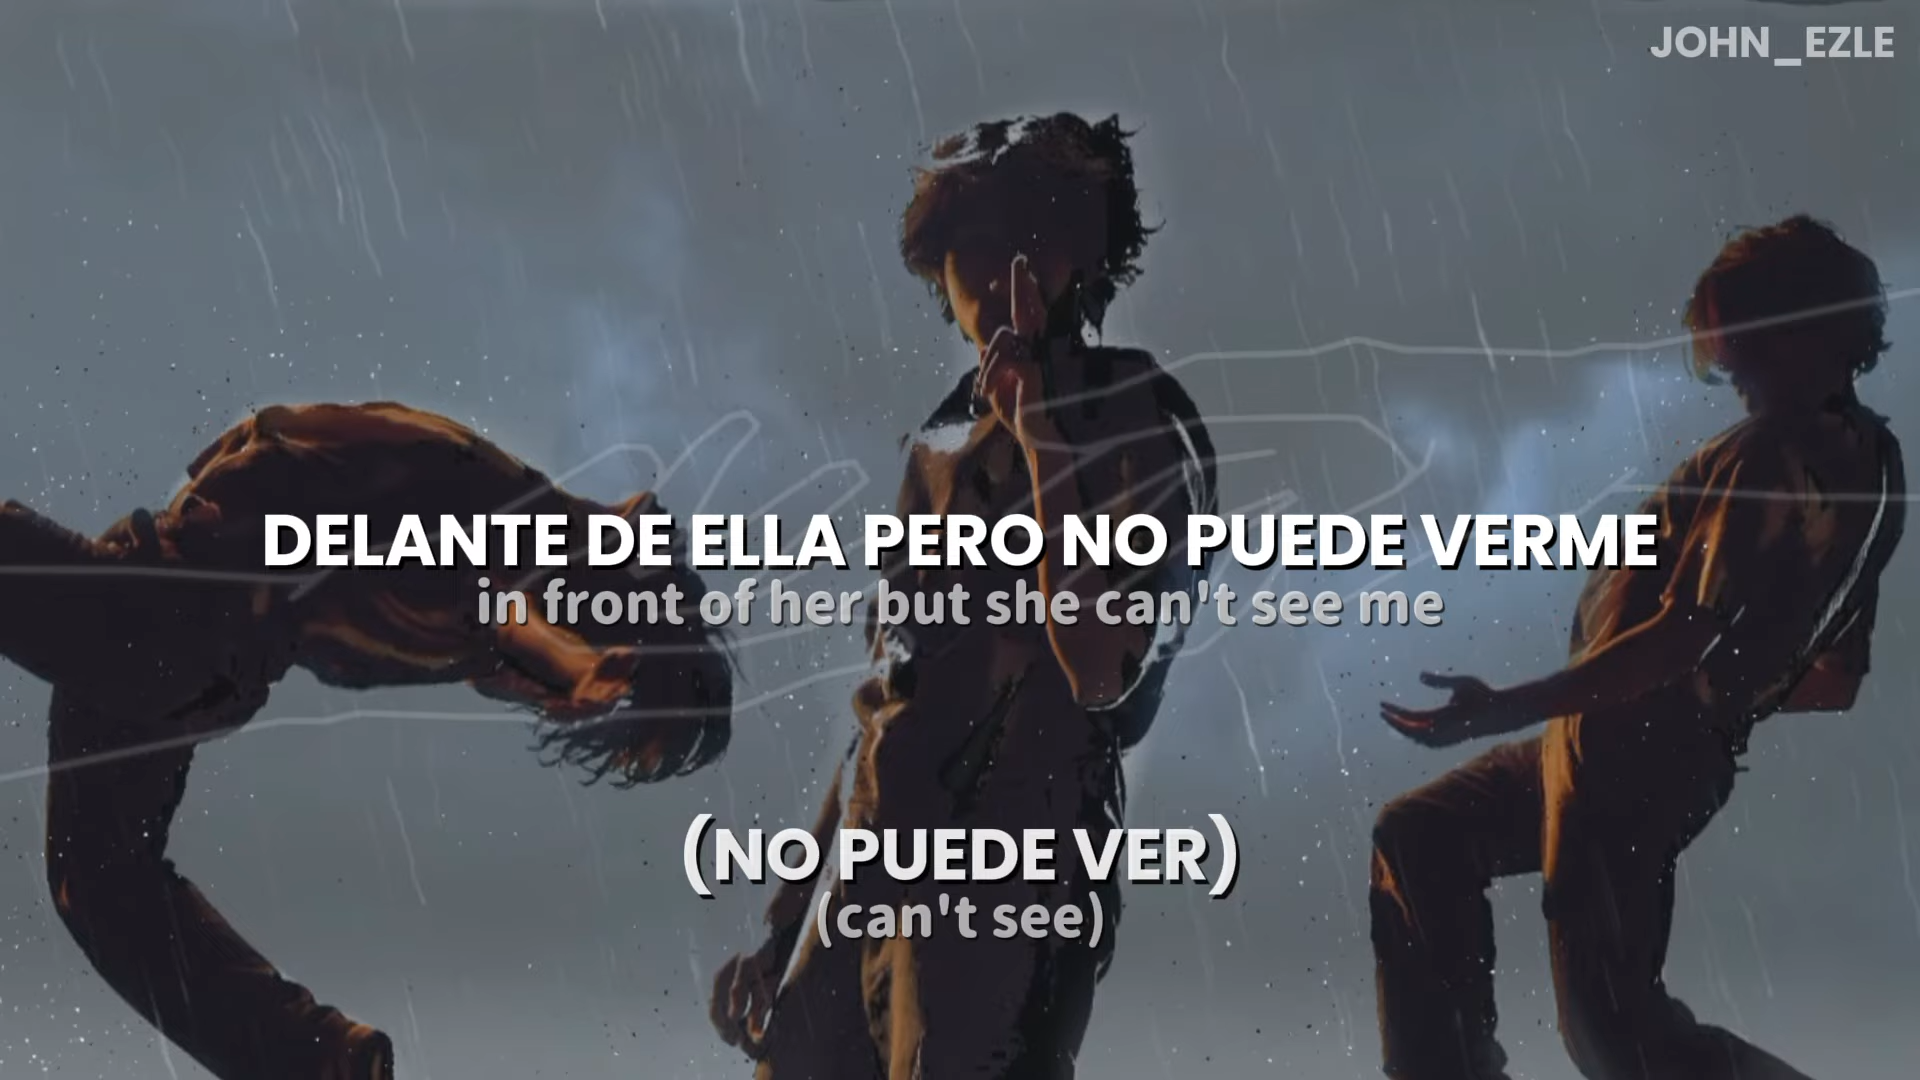 JOHN_EZLE
DELANTE DE ELLA PERO NO PUEDE VERME
in front of her but she can't see me
(NO PUEDE VER)
(can't see)